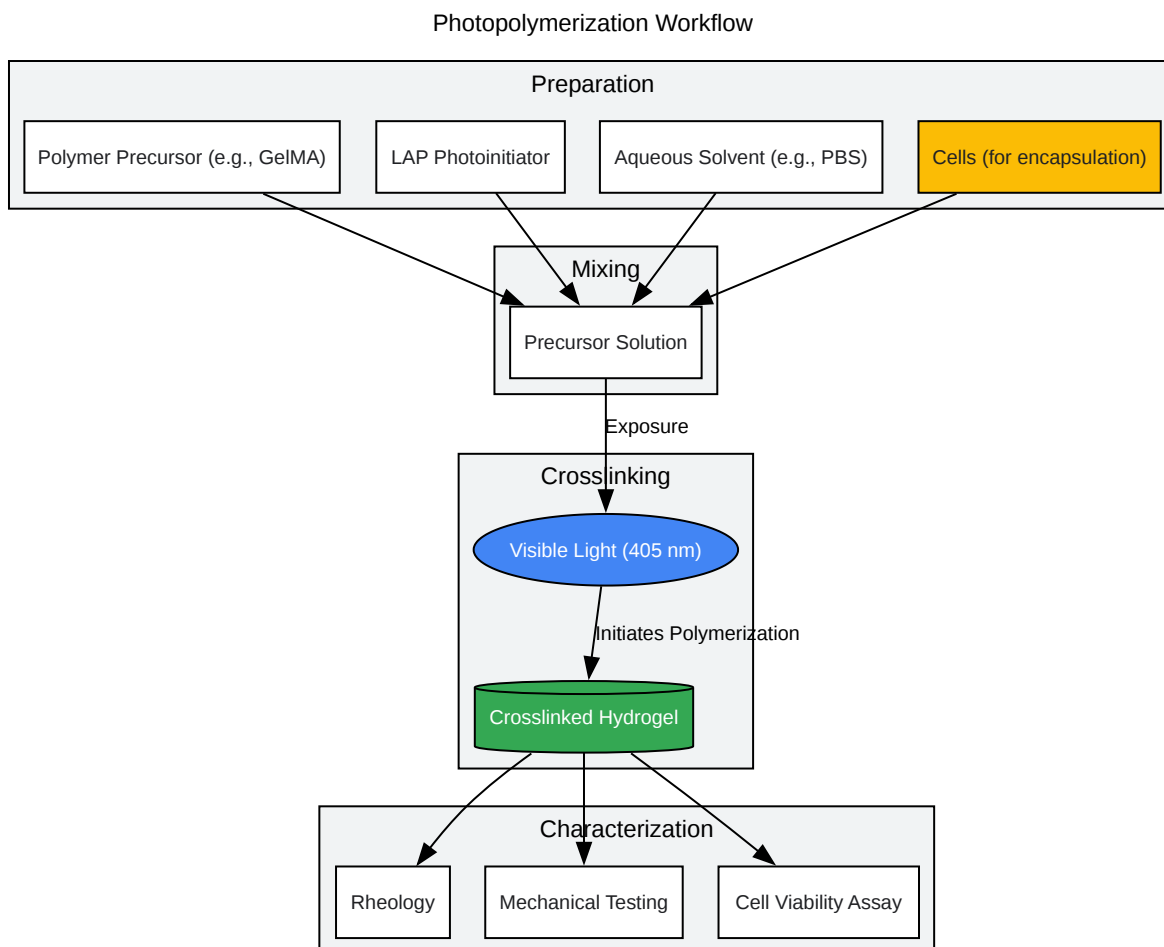 Photopolymerization Workflow
Preparation
Polymer Precursor (e.g., GelMA)
LAP Photoinitiator
Aqueous Solvent (e.g., PBS)
Cells (for encapsulation)
Mixing
Precursor Solution
Exposure
Crosslinking
Visible Light (405 nm)
Initiates Polymerization
Crosslinked Hydrogel
Characterization
Rheology
Mechanical Testing
Cell Viability Assay